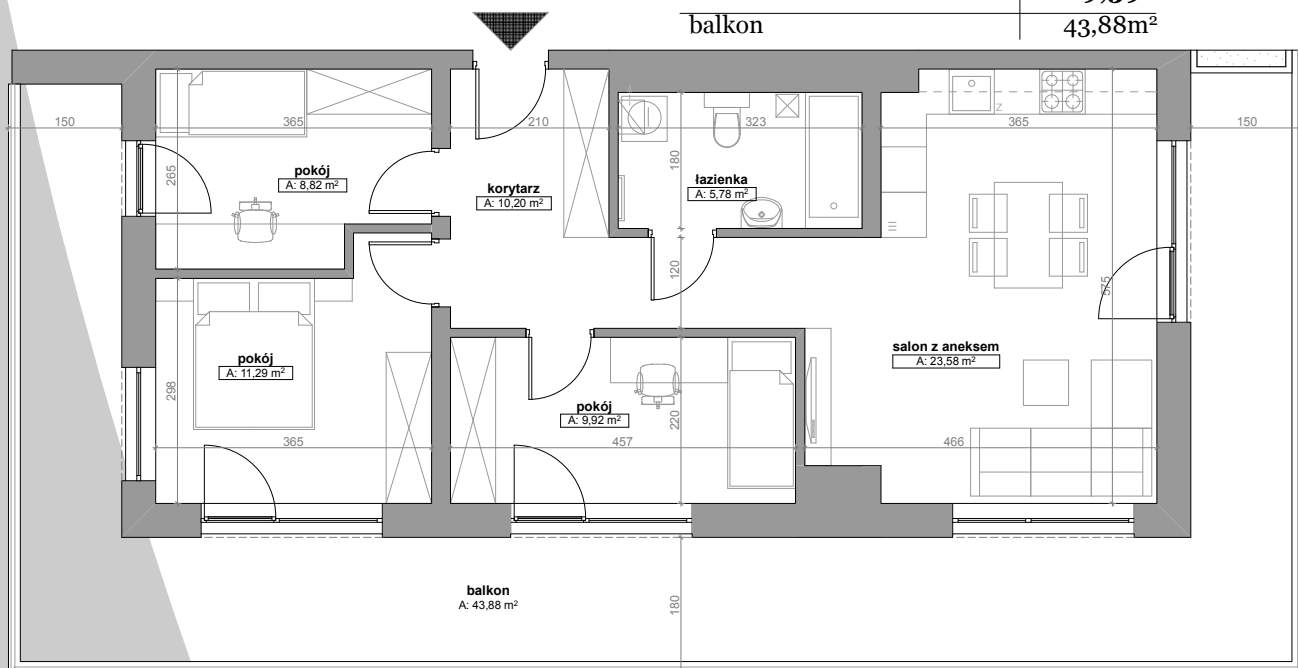 balkon 43,88m²
150
365
210
323
365
150
265
pokój
A: 8,82 m²
korytarz
A: 10,20 m²
180
łazienka
A: 5,78 m²
Z
120
575
298
pokój
A: 11,29 m²
365
pokój
A: 9,92 m²
220
457
salon z aneksem
A: 23,58 m²
466
balkon
A: 43,88 m²
180